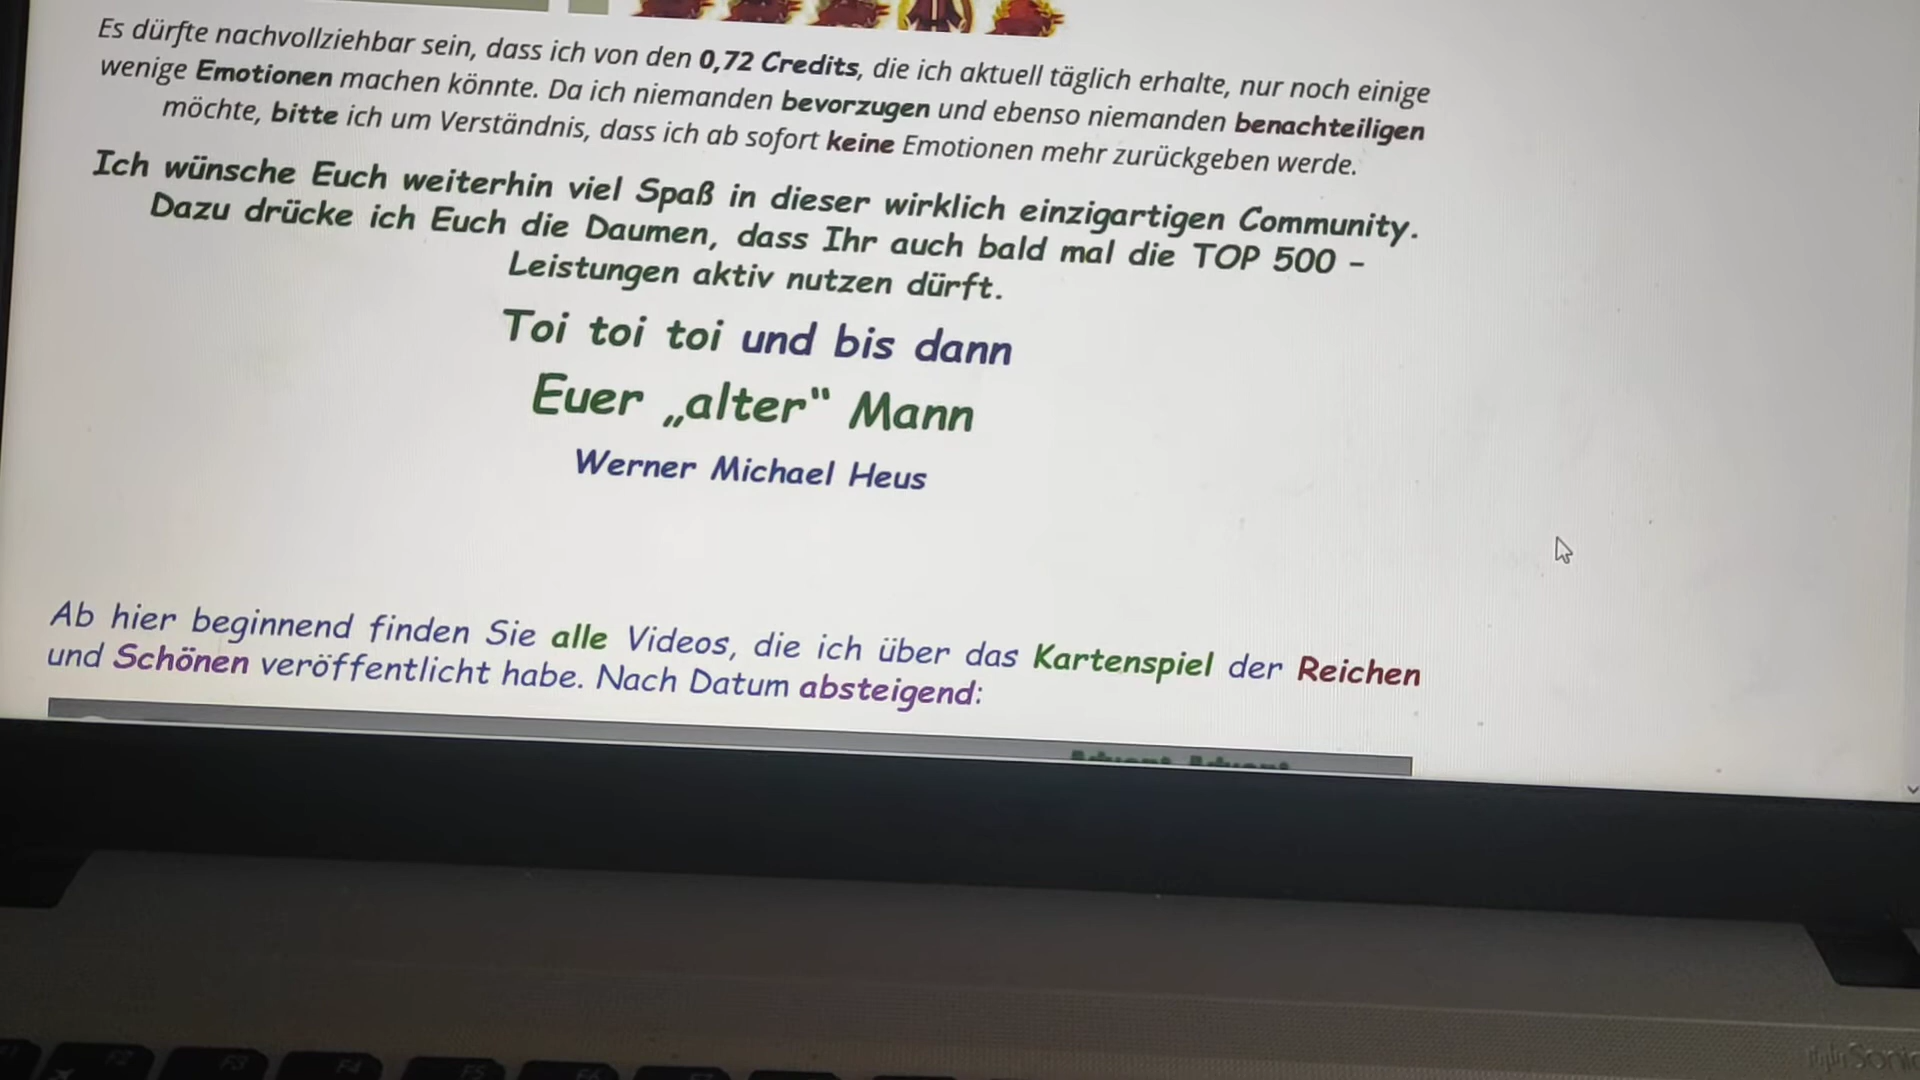 Es dürfte nachvollziehbar sein, dass ich von den 0,72 Credits, die ich aktuell täglich erhalte, nur noch einige
wenige Emotionen machen könnte. Da ich niemanden bevorzugen und ebenso niemanden benachteiligen
möchte, bitte ich um Verständnis, dass ich ab sofort keine Emotionen mehr zurückgeben werde.
Ich wünsche Euch weiterhin viel Spaß in dieser wirklich einzigartigen Community.
Dazu drücke ich Euch die Daumen, dass Ihr auch bald mal die TOP 500 –
Leistungen aktiv nutzen dürft.
Toi toi toi und bis dann
Euer „alter“ Mann
Werner Michael Heus
Ab hier beginnend finden Sie alle Videos, die ich über das Kartenspiel der Reichen
und Schönen veröffentlicht habe. Nach Datum absteigend:
F2 F3 F4 F5 F6